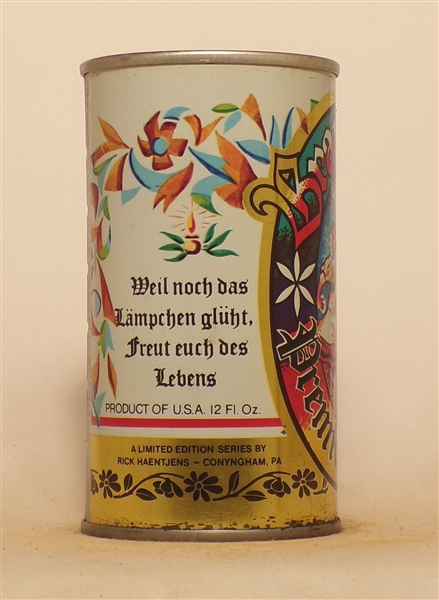 Weil noch das
Lämpchen glüht,
Freut euch des
Lebens
PRODUCT OF U.S.A. 12 Fl. Oz.
A LIMITED EDITION SERIES BY
RICK HAENTJENS – CONYNGHAM, PA